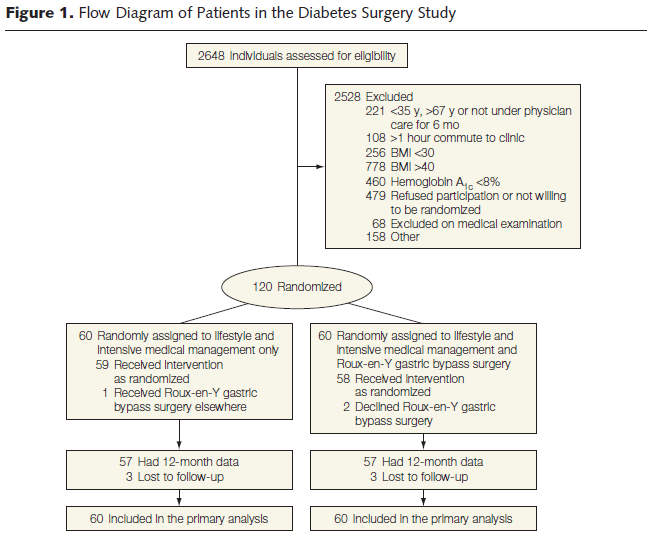 Figure 1. Flow Diagram of Patients in the Diabetes Surgery Study
2648 Individuals assessed for eligibility
2528 Excluded
221 <35 y, >67 y or not under physician
care for 6 mo
108 >1 hour commute to clinic
256 BMI <30
778 BMI >40
460 Hemoglobin A1c <8%
479 Refused participation or not willing
to be randomized
68 Excluded on medical examination
158 Other
120 Randomized
60 Randomly assigned to lifestyle and
intensive medical management only
59 Received intervention
as randomized
1 Received Roux-en-Y gastric
bypass surgery elsewhere
60 Randomly assigned to lifestyle and
intensive medical management and
Roux-en-Y gastric bypass surgery
58 Received intervention
as randomized
2 Declined Roux-en-Y gastric
bypass surgery
57 Had 12-month data
3 Lost to follow-up
57 Had 12-month data
3 Lost to follow-up
60 Included in the primary analysis
60 Included in the primary analysis